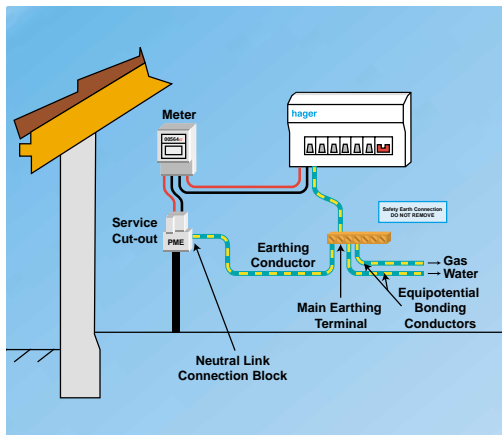 Meter
00564
hager
Safety Earth Connection
DO NOT REMOVE
Service
Cut-out
PME
Earthing
Conductor
Gas
Water
Main Earthing
Terminal
Equipotential
Bonding
Conductors
Neutral Link
Connection Block